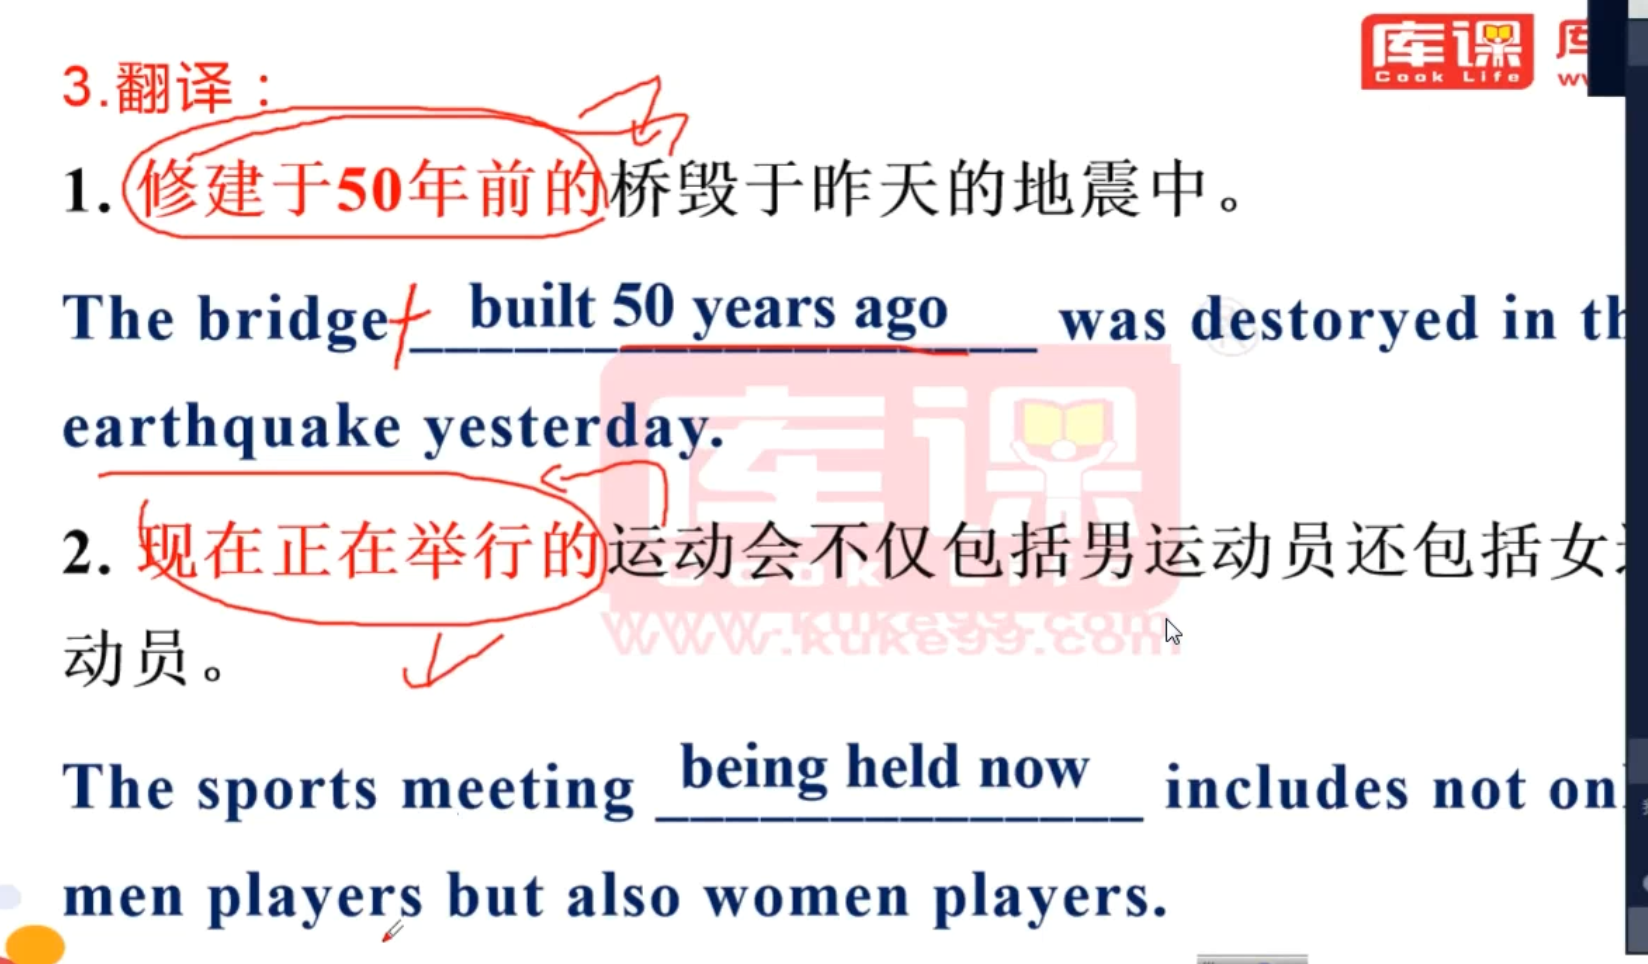 库课
Cook Life
3.翻译：
1. 修建于50年前的桥毁于昨天的地震中。
The bridge built 50 years ago was destoryed in th
earthquake yesterday.
2. 现在正在举行的运动会不仅包括男运动员还包括女
动员。
The sports meeting being held now includes not on
men players but also women players.
库课
Cook Life
www.kuke99.com